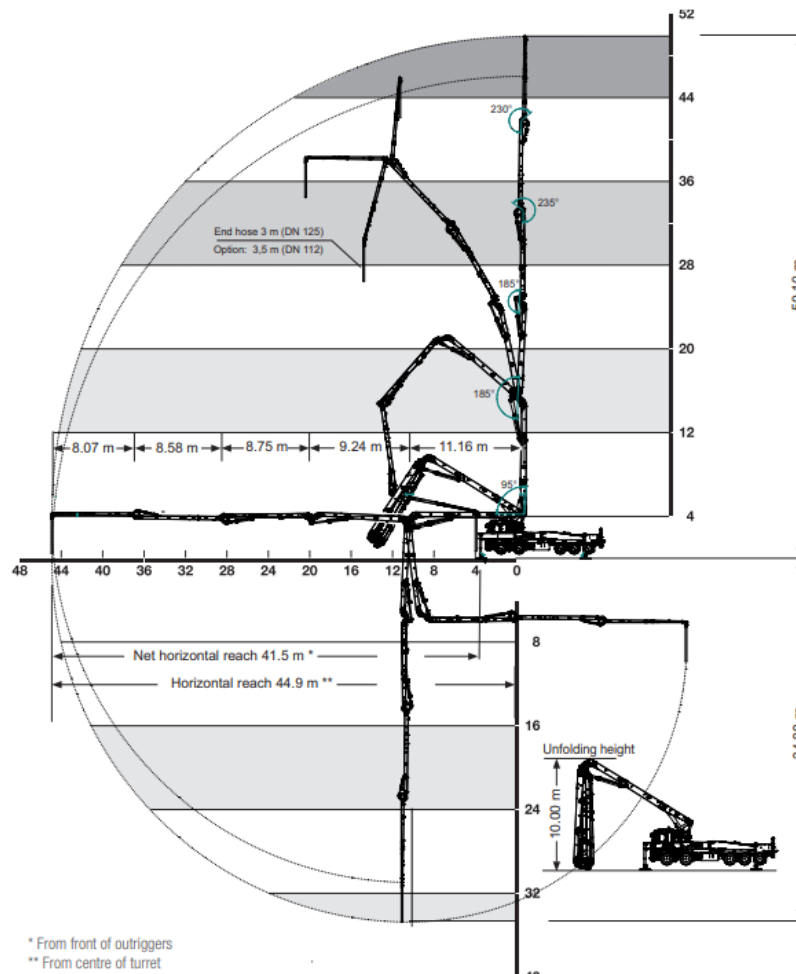 52
44
230°
36
235°
End hose 3 m (DN 125)
Option: 3,5 m (DN 112)
28
185°
20
185°
12
8.07 m
8.58 m
8.75 m
9.24 m
11.16 m
95°
4
48 44 40 36 32 28 24 20 16 12 8 4 0
8
Net horizontal reach 41.5 m *
Horizontal reach 44.9 m **
16
Unfolding height
10.00 m
24
32
* From front of outriggers
** From centre of turret